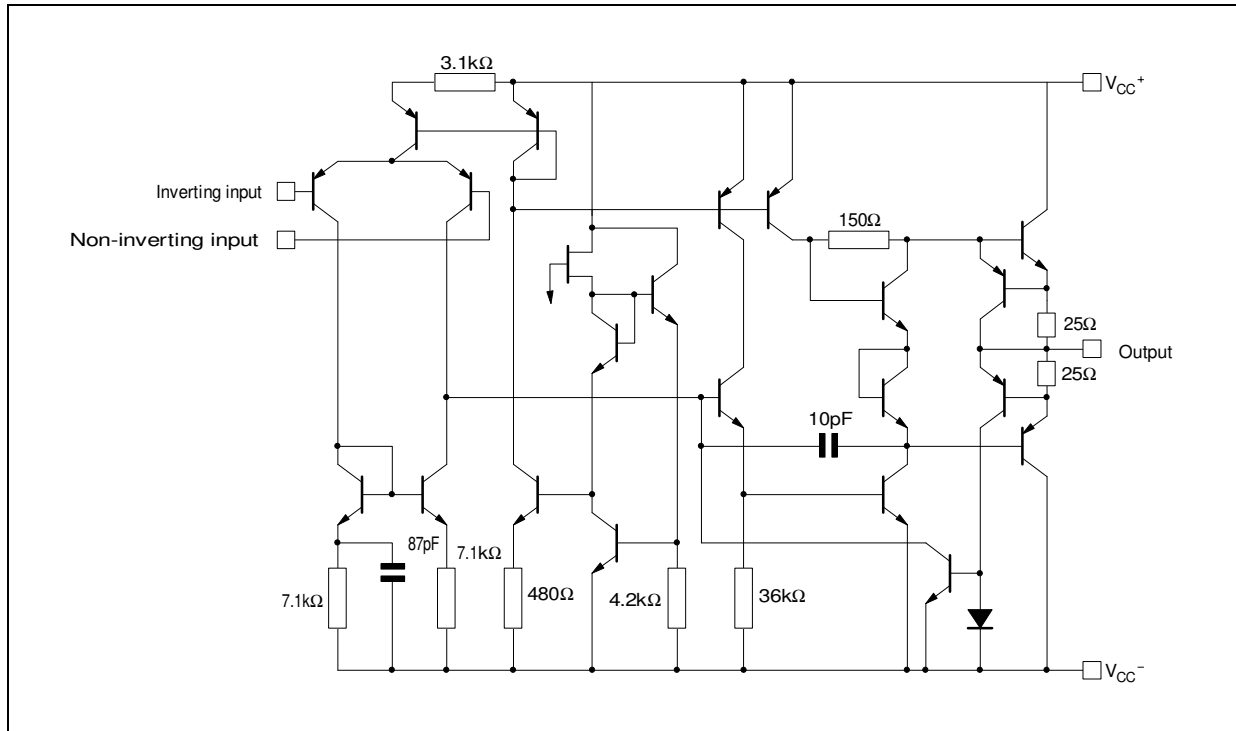 3.1kΩ
VCC+
Inverting input
Non-inverting input
150Ω
25Ω
Output
25Ω
10pF
87pF
7.1kΩ
7.1kΩ
480Ω
4.2kΩ
36kΩ
VCC−